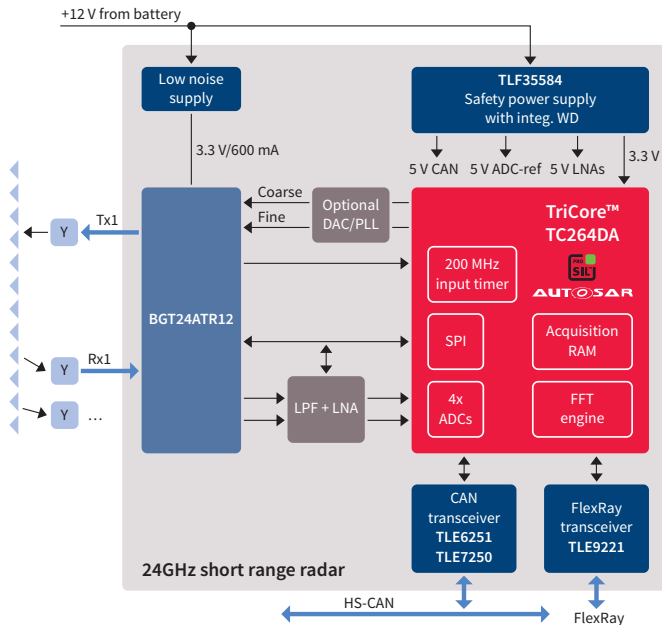 +12 V from battery
Low noise
supply
TLF35584
Safety power supply
with integ. WD
3.3 V/600 mA
5 V CAN
5 V ADC-ref
5 V LNAs
3.3 V
Coarse
Fine
Optional
DAC/PLL
TriCore™
TC264DA
PRO
SIL
AUTOSAR
Tx1
Y
BGT24ATR12
200 MHz
input timer
SPI
Acquisition
RAM
Rx1
Y
LPF + LNA
4x
ADCs
FFT
engine
Y
...
CAN
transceiver
TLE6251
TLE7250
FlexRay
transceiver
TLE9221
24GHz short range radar
HS-CAN
FlexRay